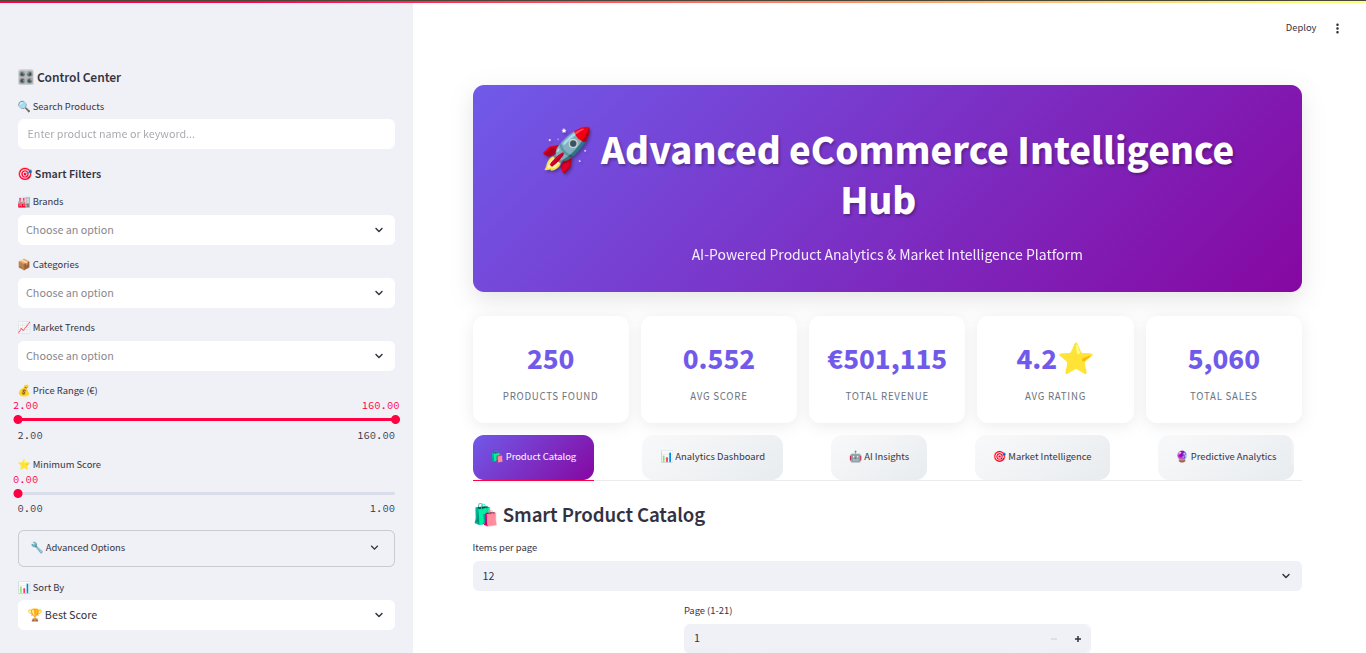 Deploy
🎛️ Control Center
🔍 Search Products
Enter product name or keyword...
🎯 Smart Filters
🏭 Brands
Choose an option
📦 Categories
Choose an option
📈 Market Trends
Choose an option
💰 Price Range (€)
2.00 160.00
2.00 160.00
⭐ Minimum Score
0.00
0.00 1.00
🔧 Advanced Options
📊 Sort By
🏆 Best Score
🚀 Advanced eCommerce Intelligence
Hub
AI-Powered Product Analytics & Market Intelligence Platform
250
PRODUCTS FOUND
0.552
AVG SCORE
€501,115
TOTAL REVENUE
4.2⭐
AVG RATING
5,060
TOTAL SALES
🛍️ Product Catalog
📊 Analytics Dashboard
🤖 AI Insights
🎯 Market Intelligence
🔮 Predictive Analytics
🛍️ Smart Product Catalog
Items per page
12
Page (1-21)
1